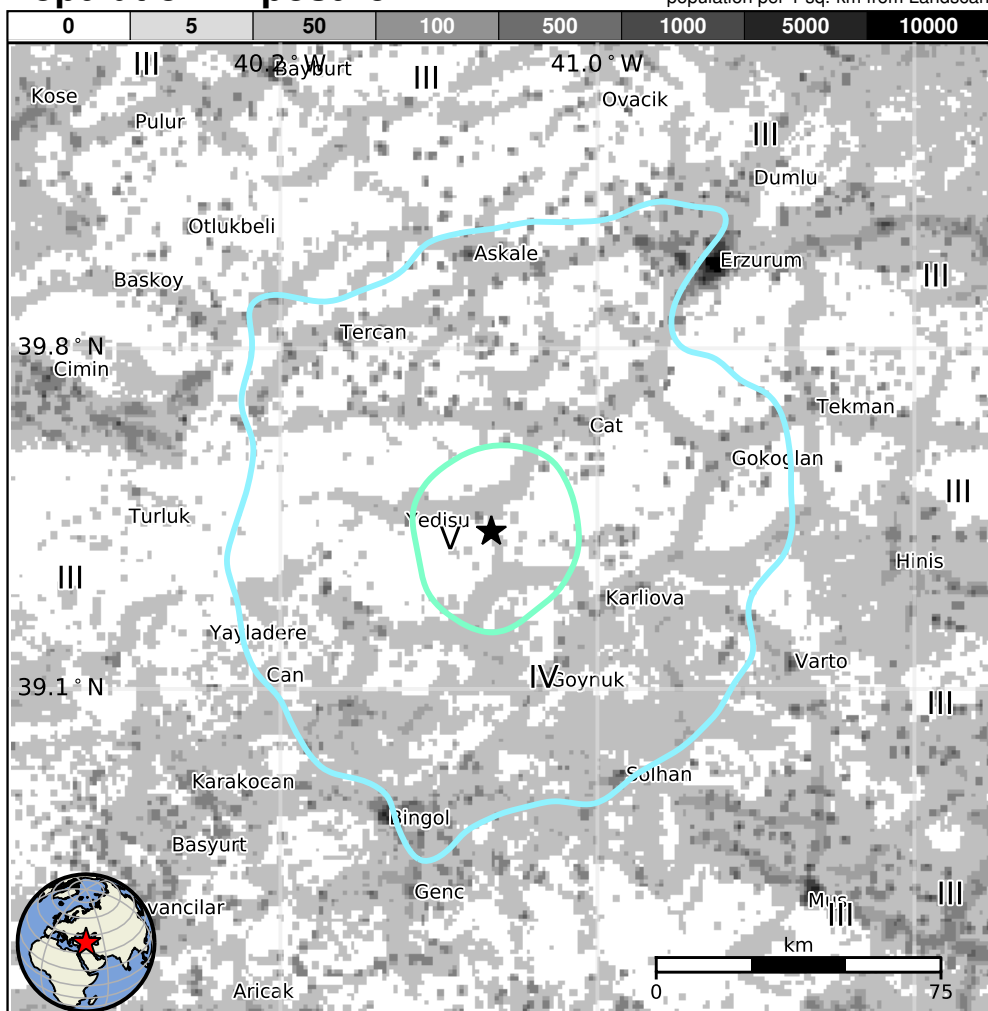 population per 1 sq. km from Landscan
0 5 50 100 500 1000 5000 10000
III 40.2°W Bayburt III 41.0°W
Kose
Ovacik
Pulur
III
Dumlu
Otlukbeli
Askale
Erzurum
Baskoy
III
Tercan
39.8°N
Cimin
Tekman
Cat
Gokoglan
III
Turluk
Yedisu
V
Hinis
III
Karliova
Yayladere
Varto
Can
IV Goynuk
39.1°N
III
Karakocan
Solhan
Bingol
Basyurt
Genc
III
Mus
III
vancilar
km
Aricak
0 75